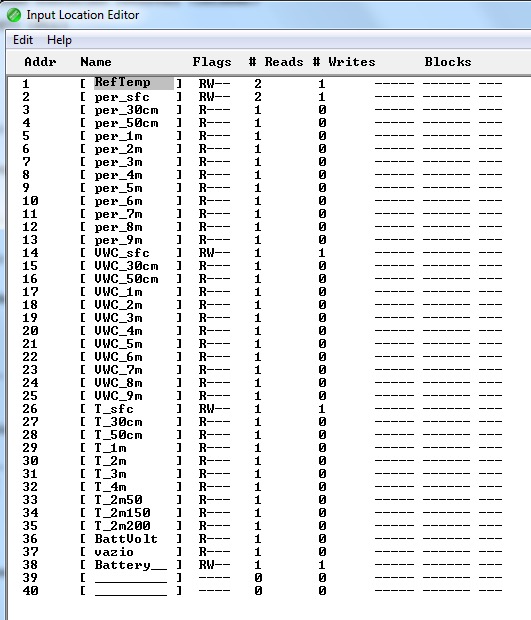 Input Location Editor
Edit Help
Addr Name Flags # Reads # Writes Blocks
1 [ RefTemp ] RW-- 2 1 ----- ------ ---
2 [ per_sfc ] RW-- 2 1 ----- ------ ---
3 [ per_30cm ] R--- 1 0 ----- ------ ---
4 [ per_50cm ] R--- 1 0 ----- ------ ---
5 [ per_1m ] R--- 1 0 ----- ------ ---
6 [ per_2m ] R--- 1 0 ----- ------ ---
7 [ per_3m ] R--- 1 0 ----- ------ ---
8 [ per_4m ] R--- 1 0 ----- ------ ---
9 [ per_5m ] R--- 1 0 ----- ------ ---
10 [ per_6m ] R--- 1 0 ----- ------ ---
11 [ per_7m ] R--- 1 0 ----- ------ ---
12 [ per_8m ] R--- 1 0 ----- ------ ---
13 [ per_9m ] R--- 1 0 ----- ------ ---
14 [ VWC_sfc ] RW-- 1 1 ----- ------ ---
15 [ VWC_30cm ] R--- 1 0 ----- ------ ---
16 [ VWC_50cm ] R--- 1 0 ----- ------ ---
17 [ VWC_1m ] R--- 1 0 ----- ------ ---
18 [ VWC_2m ] R--- 1 0 ----- ------ ---
19 [ VWC_3m ] R--- 1 0 ----- ------ ---
20 [ VWC_4m ] R--- 1 0 ----- ------ ---
21 [ VWC_5m ] R--- 1 0 ----- ------ ---
22 [ VWC_6m ] R--- 1 0 ----- ------ ---
23 [ VWC_7m ] R--- 1 0 ----- ------ ---
24 [ VWC_8m ] R--- 1 0 ----- ------ ---
25 [ VWC_9m ] R--- 1 0 ----- ------ ---
26 [ T_sfc ] RW-- 1 1 ----- ------ ---
27 [ T_30cm ] R--- 1 0 ----- ------ ---
28 [ T_50cm ] R--- 1 0 ----- ------ ---
29 [ T_1m ] R--- 1 0 ----- ------ ---
30 [ T_2m ] R--- 1 0 ----- ------ ---
31 [ T_3m ] R--- 1 0 ----- ------ ---
32 [ T_4m ] R--- 1 0 ----- ------ ---
33 [ T_2m50 ] R--- 1 0 ----- ------ ---
34 [ T_2m150 ] R--- 1 0 ----- ------ ---
35 [ T_2m200 ] R--- 1 0 ----- ------ ---
36 [ BattVolt ] R--- 1 0 ----- ------ ---
37 [ vazio ] R--- 1 0 ----- ------ ---
38 [ Battery__ ] RW-- 1 1 ----- ------ ---
39 [ _________ ] ---- 0 0 ----- ------ ---
40 [ _________ ] ---- 0 0 ----- ------ ---